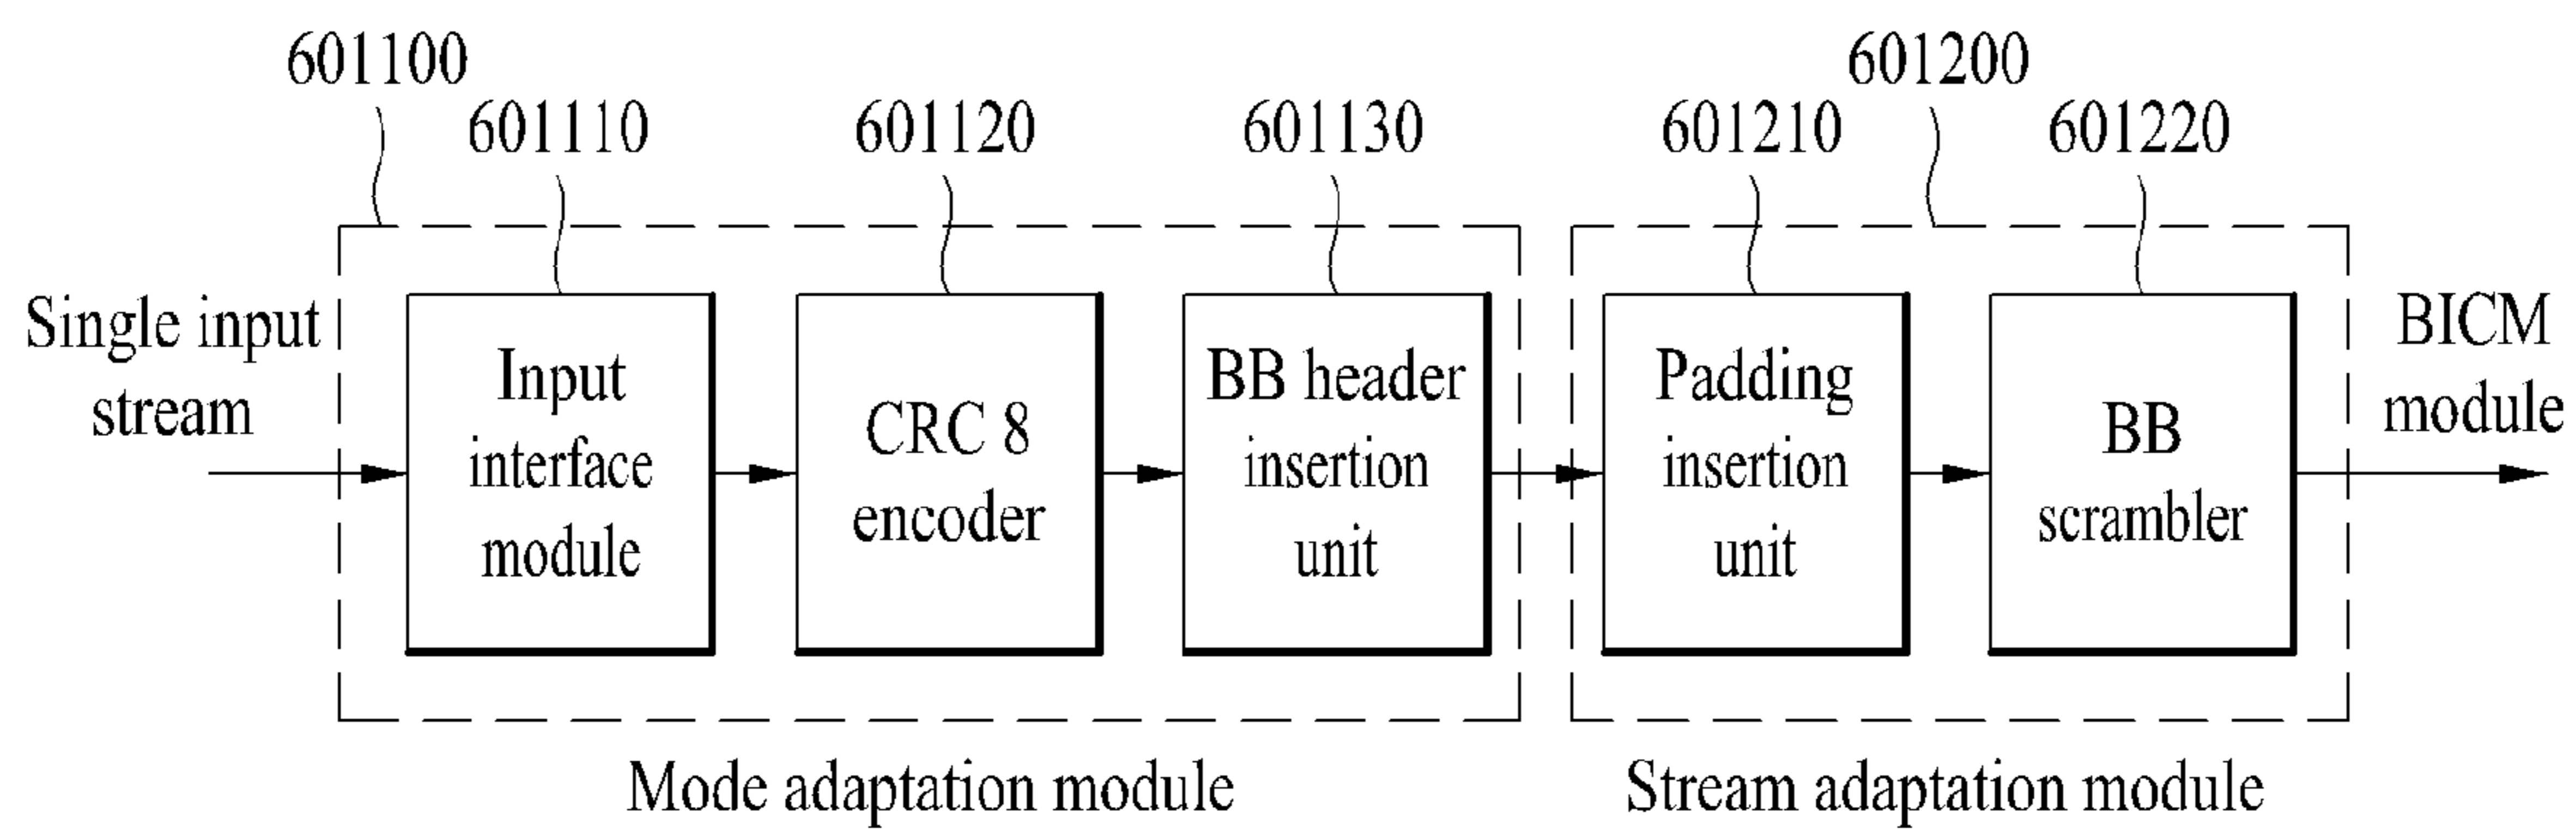 601100
601200
601110
601120
601130
601210
601220
Single input
stream
Input
interface
module
CRC 8
encoder
BB header
insertion
unit
Padding
insertion
unit
BB
scrambler
BICM
module
Mode adaptation module
Stream adaptation module